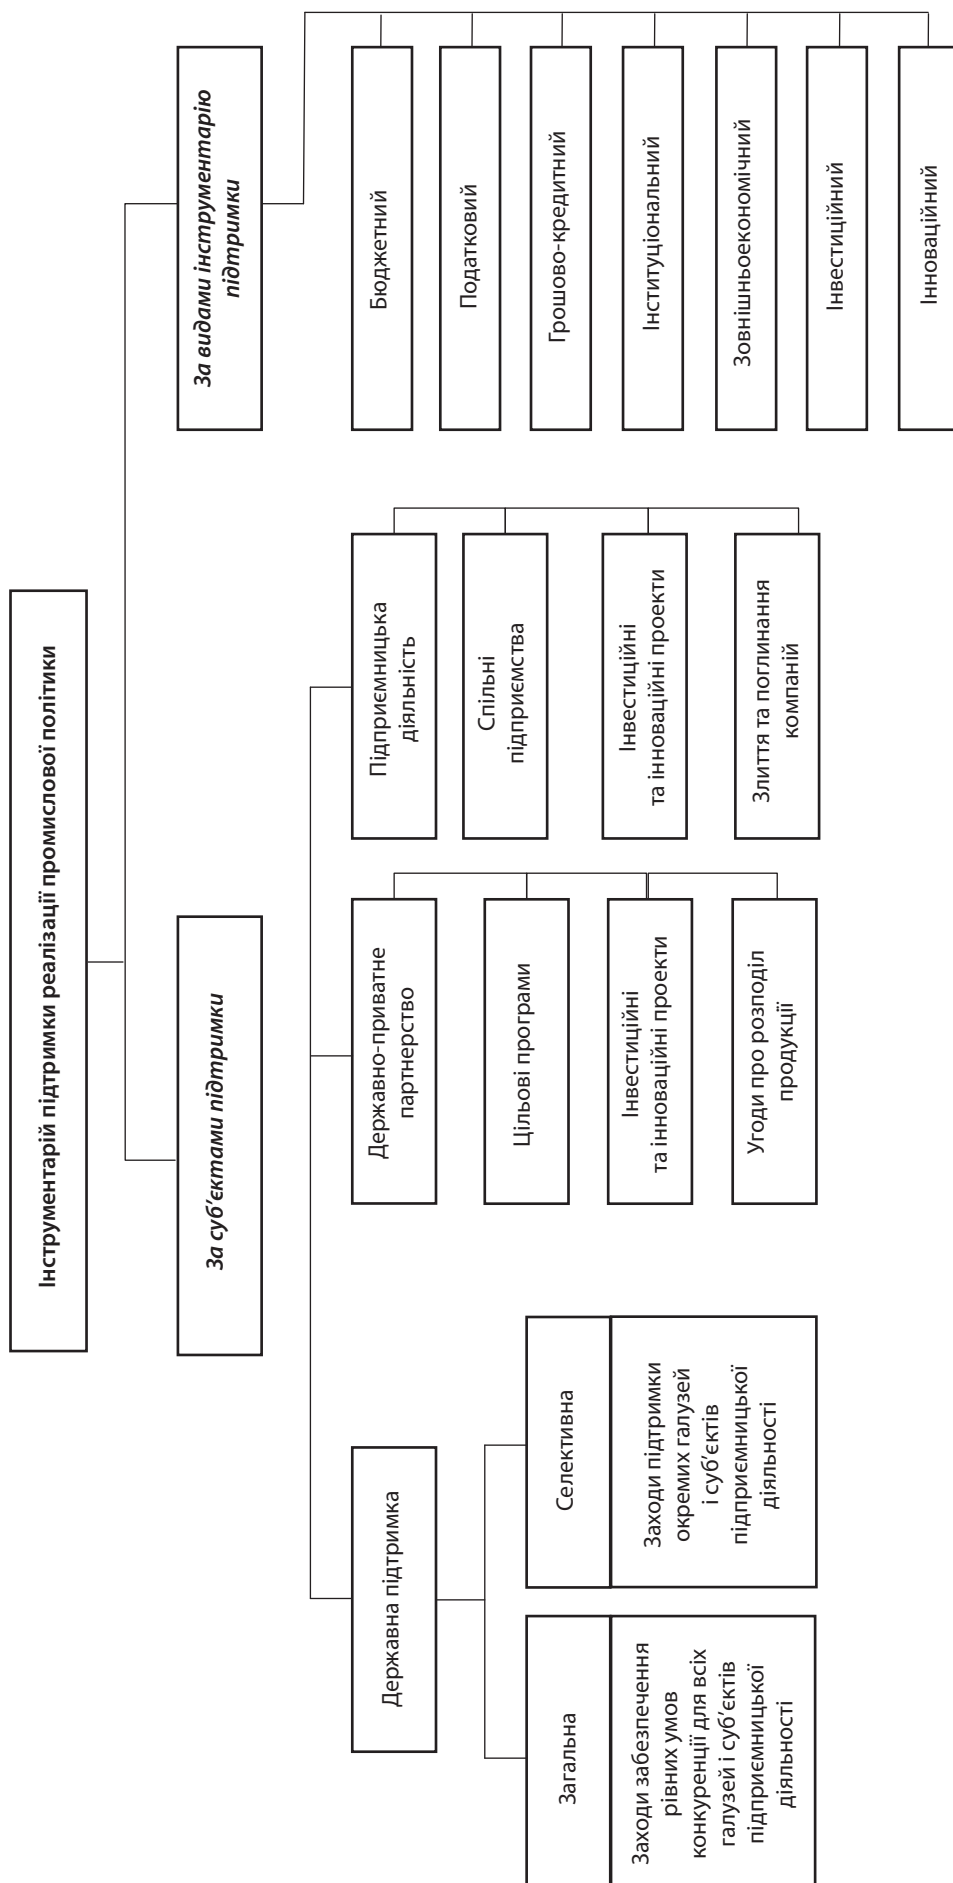 Інструментарій підтримки реалізації промислової політики
За суб’єктами підтримки
За видами інструментарію
підтримки
Державна підтримка
Державно-приватне
партнерство
Підприємницька
діяльність
Загальна
Заходи забезпечення
рівних умов
конкуренції для всіх
галузей і суб’єктів
підприємницької
діяльності
Селективна
Заходи підтримки
окремих галузей
і суб’єктів
підприємницької
діяльності
Цільові програми
Інвестиційні
та інноваційні проекти
Угоди про розподіл
продукції
Спільні
підприємства
Інвестиційні
та інноваційні проекти
Злиття та поглинання
компаній
Бюджетний
Податковий
Грошово-кредитний
Інституціональний
Зовнішньоекономічний
Інвестиційний
Інноваційний